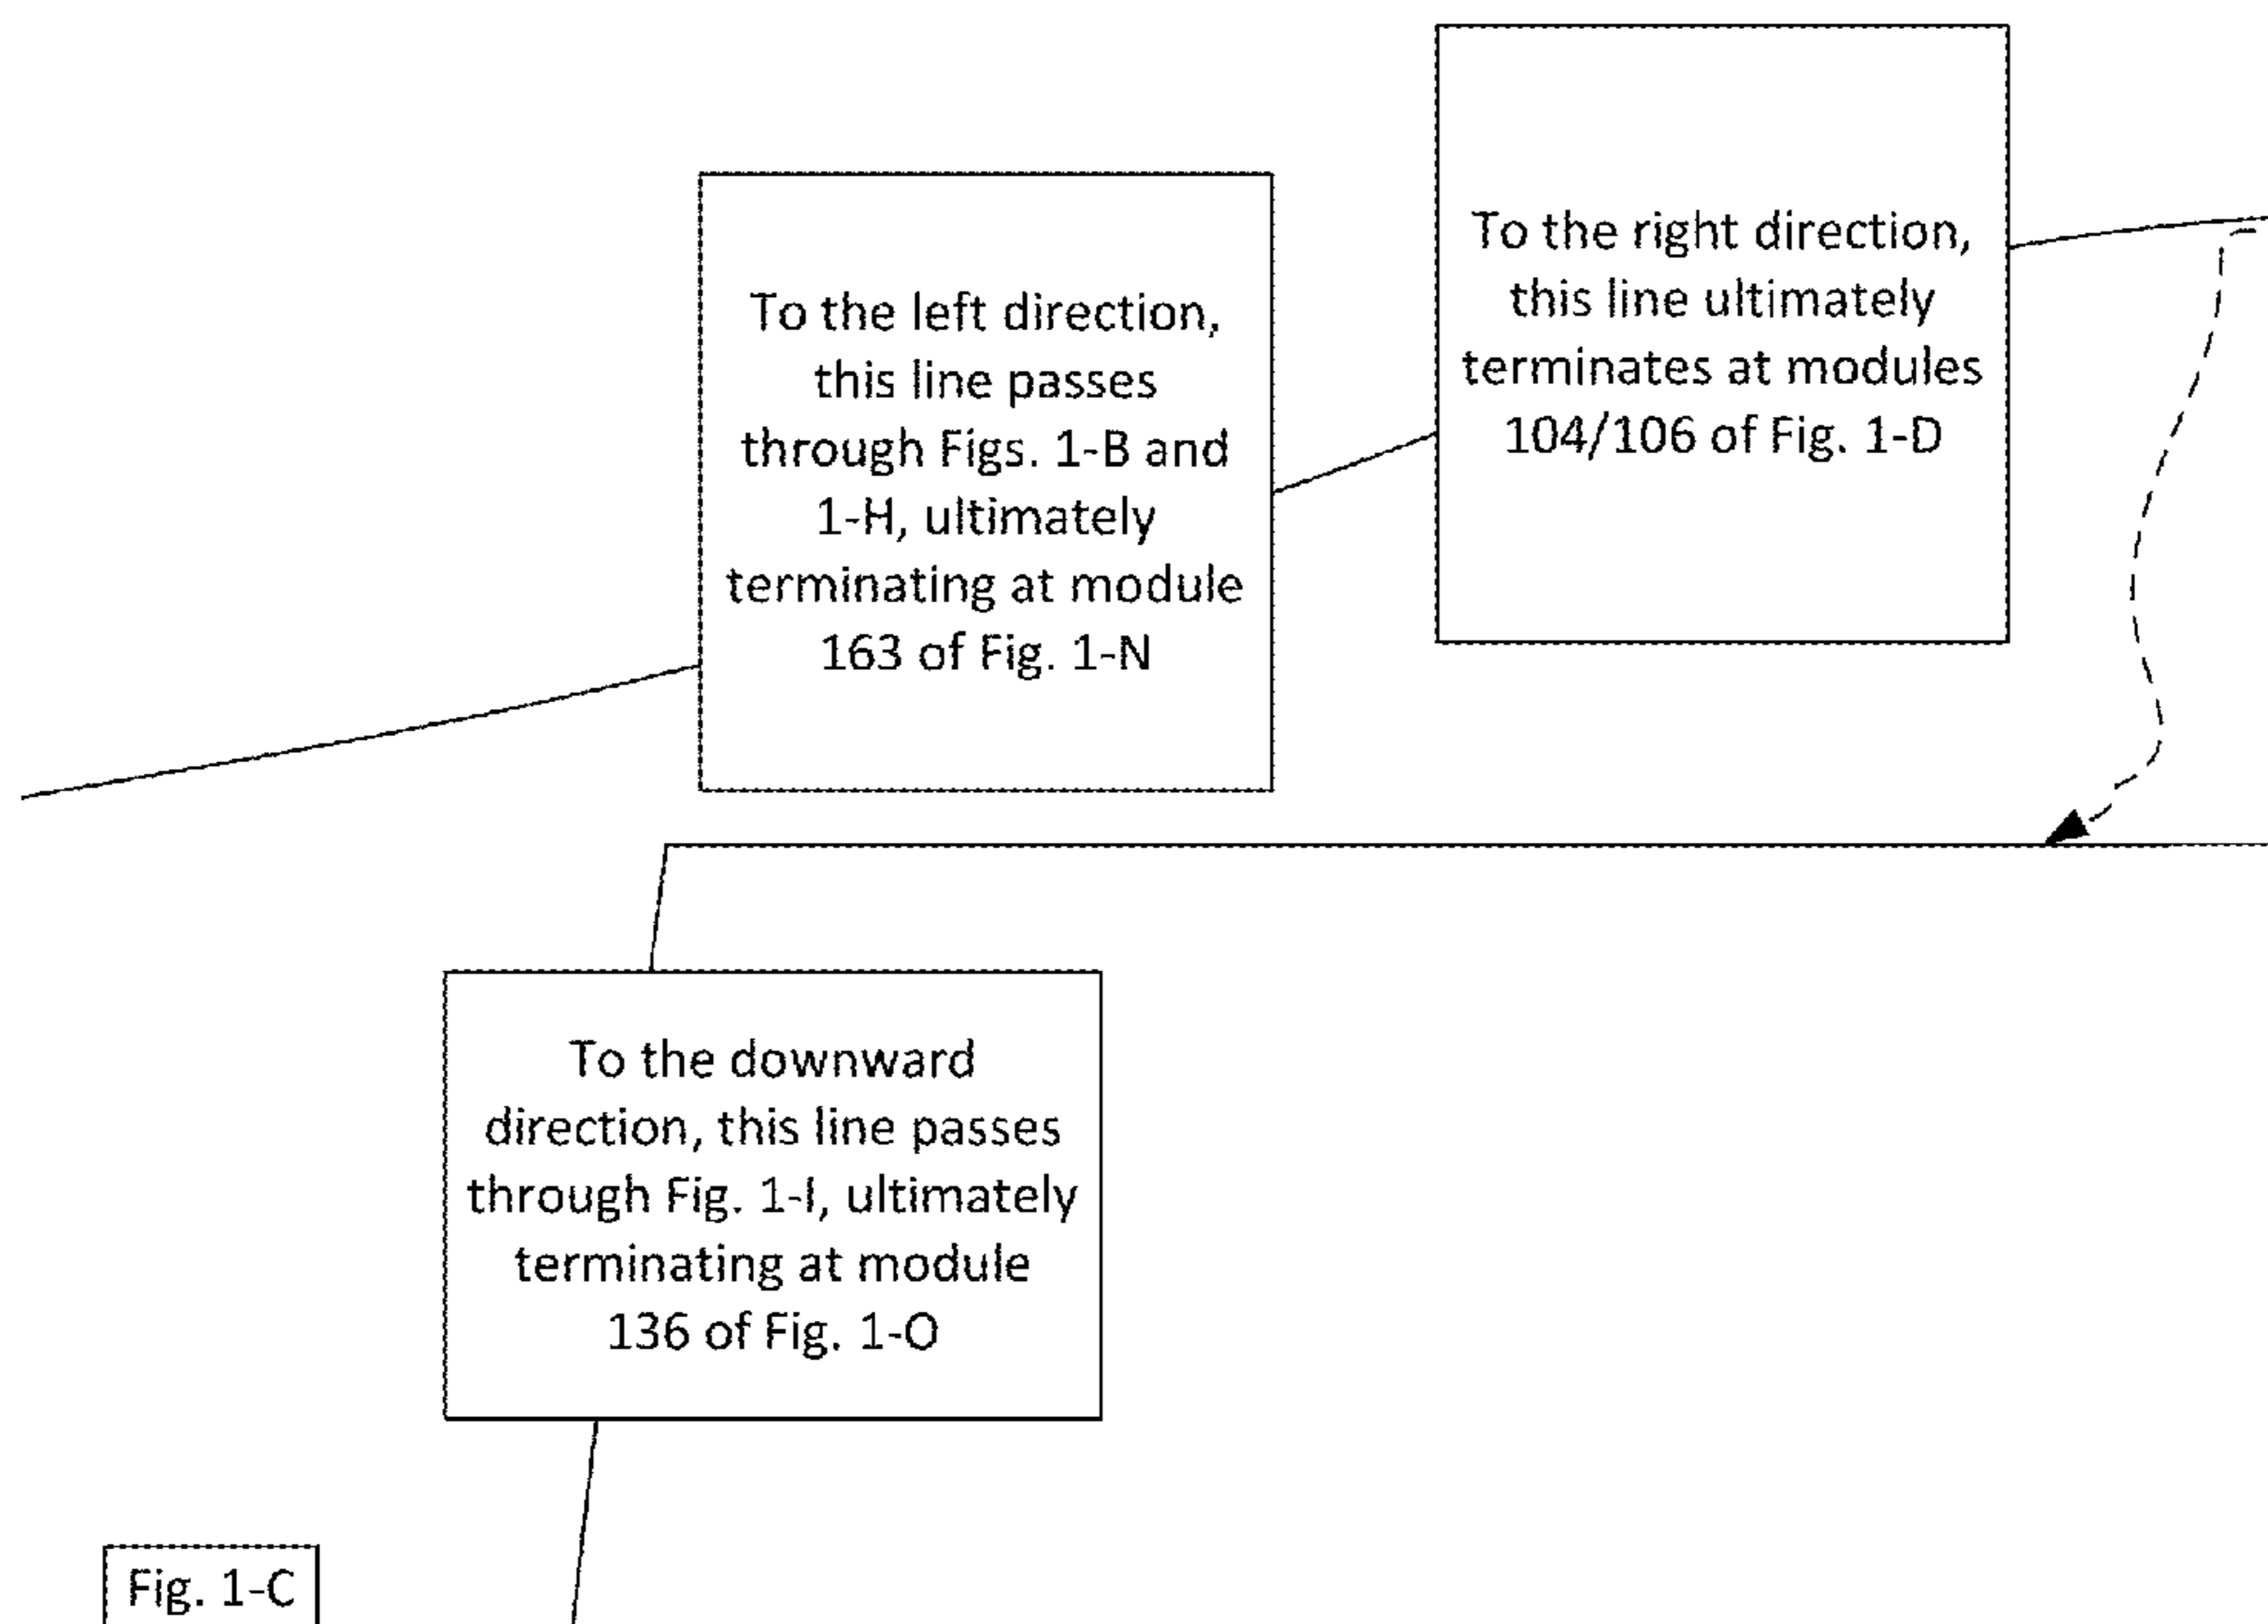 To the left direction,
this line passes
through Figs. 1-B and
1-H, ultimately
terminating at module
163 of Fig. 1-N
To the right direction,
this line ultimately
terminates at modules
104/106 of Fig. 1-D
To the downward
direction, this line passes
through Fig. 1-I, ultimately
terminating at module
136 of Fig. 1-O
Fig. 1-C